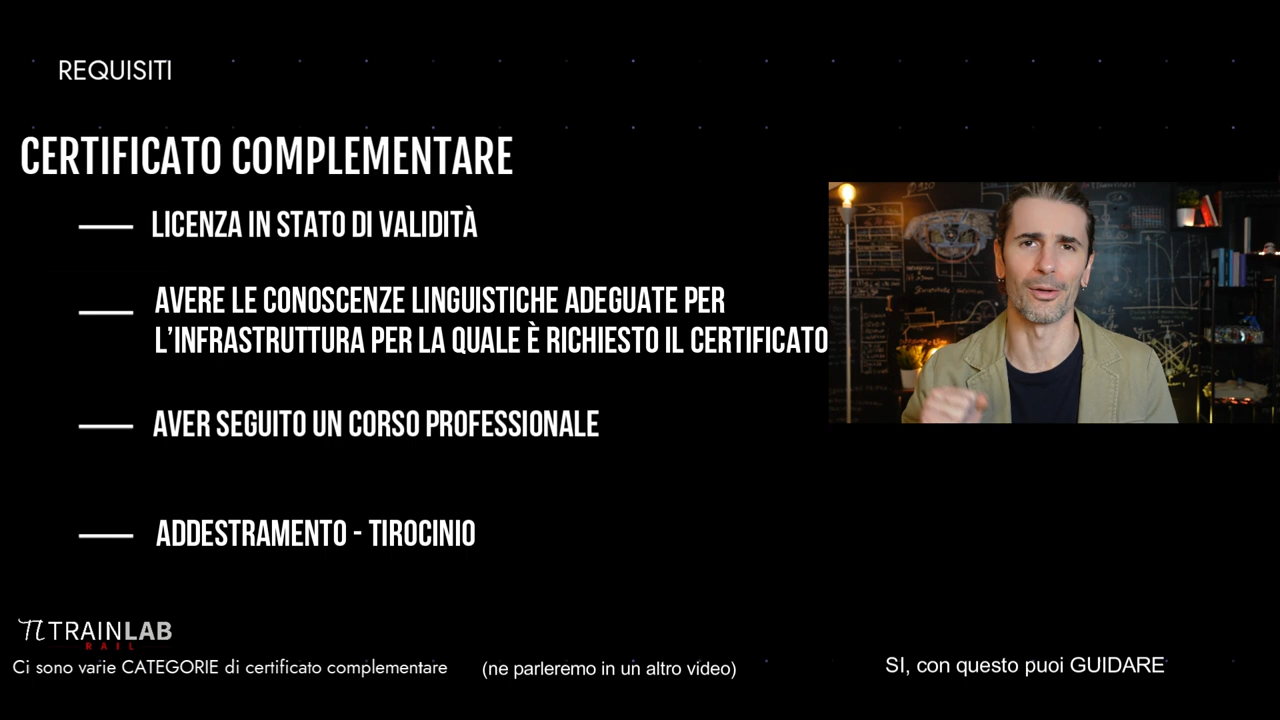 REQUISITI
CERTIFICATO COMPLEMENTARE
LICENZA IN STATO DI VALIDITÀ
AVERE LE CONOSCENZE LINGUISTICHE ADEGUATE PER
L'INFRASTRUTTURA PER LA QUALE È RICHIESTO IL CERTIFICATO
AVER SEGUITO UN CORSO PROFESSIONALE
ADDESTRAMENTO - TIROCINIO
TRAINLAB
RAIL
Ci sono varie CATEGORIE di certificato complementare
(ne parleremo in un altro video)
SI, con questo puoi GUIDARE